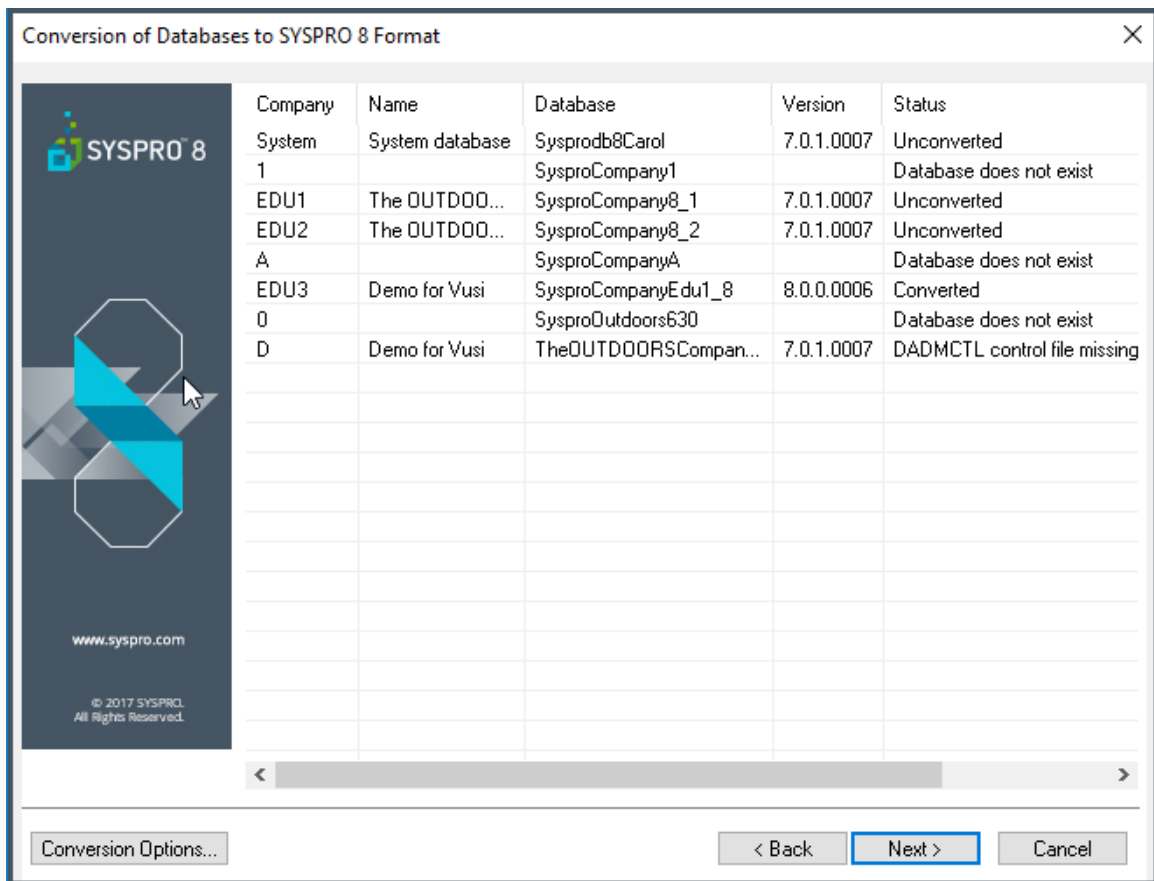 Conversion of Databases to SYSPRO 8 Format
SYSPRO™ 8
Company Name Database Version Status
System System database Sysprodb8Carol 7.0.1.0007 Unconverted
1 SysproCompany1 Database does not exist
EDU1 The OUTDOO... SysproCompany8_1 7.0.1.0007 Unconverted
EDU2 The OUTDOO... SysproCompany8_2 7.0.1.0007 Unconverted
A SysproCompanyA Database does not exist
EDU3 Demo for Vusi SysproCompanyEdu1_8 8.0.0.0006 Converted
0 SysproOutdoors630 Database does not exist
D Demo for Vusi TheOUTDOORSCompan... 7.0.1.0007 DADMCTL control file missing
www.syspro.com
© 2017 SYSPRO.
All Rights Reserved.
Conversion Options... < Back Next > Cancel